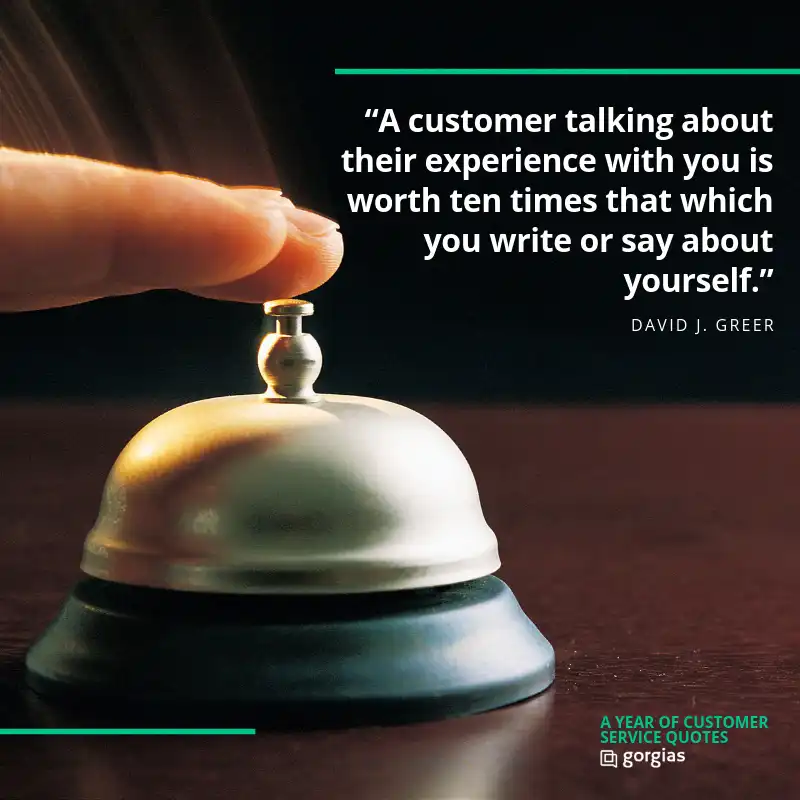 “A customer talking about
their experience with you is
worth ten times that which
you write or say about
yourself.”
DAVID J. GREER
A YEAR OF CUSTOMER
SERVICE QUOTES
gorgias